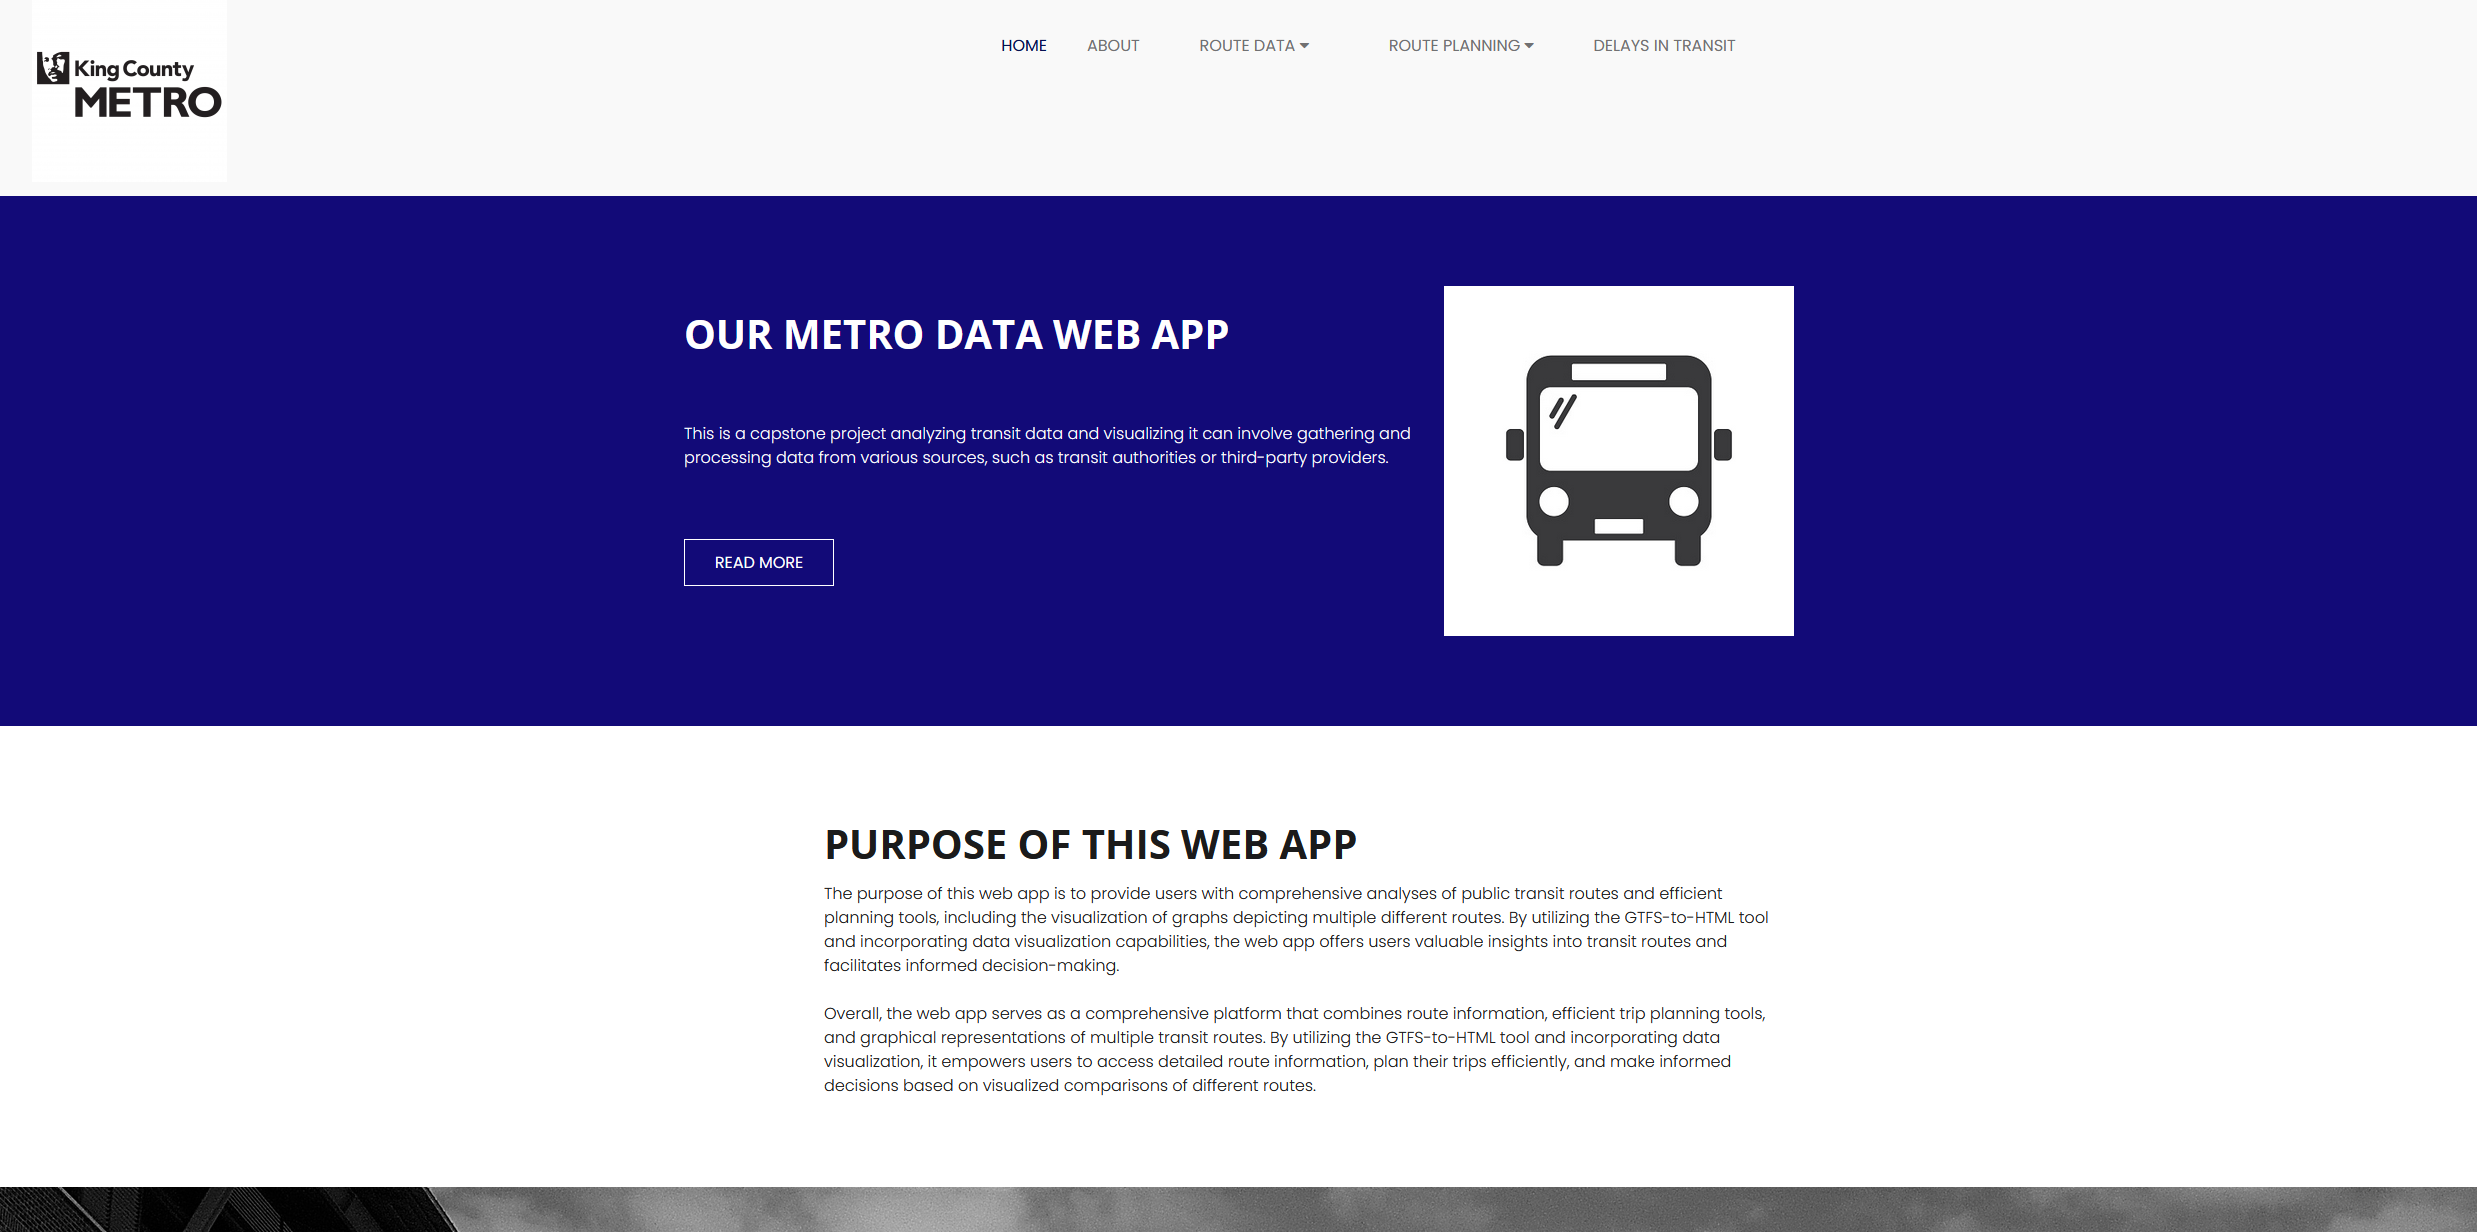 King County
METRO
HOME ABOUT ROUTE DATA ROUTE PLANNING DELAYS IN TRANSIT
OUR METRO DATA WEB APP
This is a capstone project analyzing transit data and visualizing it can involve gathering and
processing data from various sources, such as transit authorities or third-party providers.
READ MORE
PURPOSE OF THIS WEB APP
The purpose of this web app is to provide users with comprehensive analyses of public transit routes and efficient
planning tools, including the visualization of graphs depicting multiple different routes. By utilizing the GTFS-to-HTML tool
and incorporating data visualization capabilities, the web app offers users valuable insights into transit routes and
facilitates informed decision-making.
Overall, the web app serves as a comprehensive platform that combines route information, efficient trip planning tools,
and graphical representations of multiple transit routes. By utilizing the GTFS-to-HTML tool and incorporating data
visualization, it empowers users to access detailed route information, plan their trips efficiently, and make informed
decisions based on visualized comparisons of different routes.